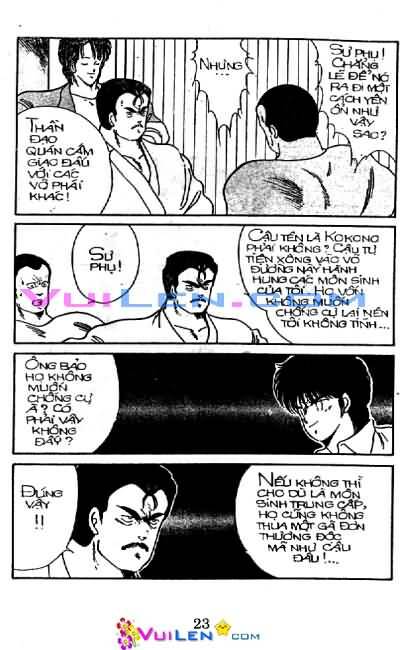 SƯ PHỤ!
CHẲNG
LẼ ĐỂ NÓ
RA ĐI MỘT
CÁCH YÊN
ỔN NHƯ
VẬY
SAO?
NHƯNG
...
THẦN
ĐẠO
QUÁN CẤM
GIAO ĐẤU
VỚI CÁC
VÕ PHÁI
KHÁC!
SƯ
PHỤ!
CẬU TÊN LÀ KOKONO
PHẢI KHÔNG? CẬU TỰ
TIỆN XÔNG VÀO VÕ
ĐƯỜNG NÀY HÀNH
HUNG CÁC MÔN SINH
CỦA TÔI. HỌ VỐN
KHÔNG MUỐN
CHỐNG CỰ LẠI NÊN
TÔI KHÔNG TÍNH...
VUILEN.COM
ÔNG BẢO
HỌ KHÔNG
MUỐN
CHỐNG CỰ
À? CÓ
PHẢI VẬY
KHÔNG
ĐẤY?
ĐÚNG
VẬY
!!
NẾU KHÔNG THÌ
CHO DÙ LÀ MÔN
SINH TRUNG CẤP,
HỌ CŨNG KHÔNG
THUA MỘT GÃ ĐƠN
THƯƠNG ĐỘC
MÃ NHƯ CẬU
ĐÂU!...
23
VUILEN.COM